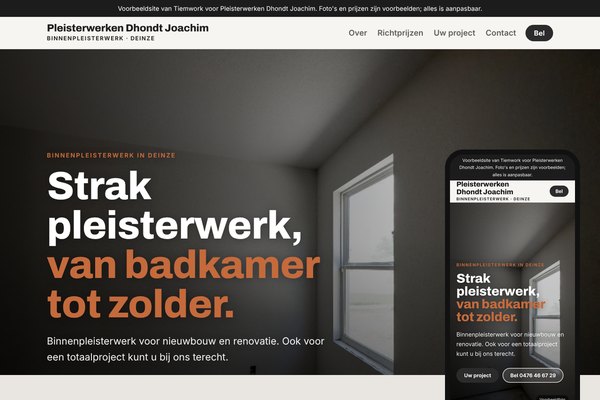 Voorbeeldsite van Tiemwork voor Pleisterwerken Dhondt Joachim. Foto's en prijzen zijn voorbeelden; alles is aanpasbaar.
Pleisterwerken Dhondt Joachim
BINNENPLEISTERWERK · DEINZE
Over
Richtprijzen
Uw project
Contact
Bel
BINNENPLEISTERWERK IN DEINZE
Strak
pleisterwerk,
van badkamer
tot zolder.
Binnenpleisterwerk voor nieuwbouw en renovatie. Ook voor
een totaalproject kunt u bij ons terecht.
Voorbeeldsite van Tiemwork voor Pleisterwerken
Dhondt Joachim. Foto's en prijzen zijn voorbeelden;
alles is aanpasbaar.
Pleisterwerken
Dhondt Joachim
BINNENPLEISTERWERK · DEINZE
Bel
BINNENPLEISTERWERK IN DEINZE
Strak
pleisterwerk,
van badkamer
tot zolder.
Binnenpleisterwerk voor nieuwbouw en
renovatie. Ook voor een totaalproject
kunt u bij ons terecht.
Uw project
Bel 0476 46 67 29